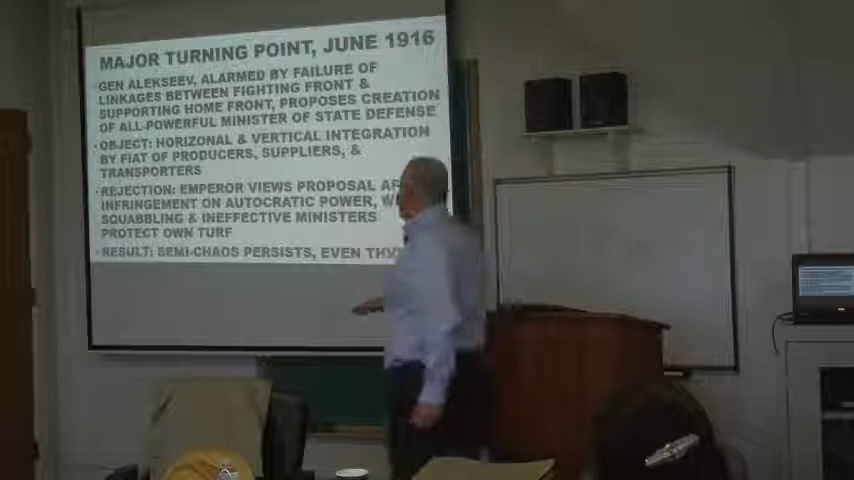 MAJOR TURNING POINT, JUNE 1916
GEN ALEKSEEV, ALARMED BY FAILURE OF
LINKAGES BETWEEN FIGHTING FRONT &
SUPPORTING HOME FRONT, PROPOSES CREATION
OF ALL-POWERFUL MINISTER OF STATE DEFENSE
• OBJECT: HORIZONAL & VERTICAL INTEGRATION
BY FIAT OF PRODUCERS, SUPPLIERS, &
TRANSPORTERS
• REJECTION: EMPEROR VIEWS PROPOSAL
INFRINGEMENT ON AUTOCRATIC POWER,
SQUABBLING & INEFFECTIVE MINISTERS
PROTECT OWN TURF
• RESULT: SEMI-CHAOS PERSISTS, EVEN